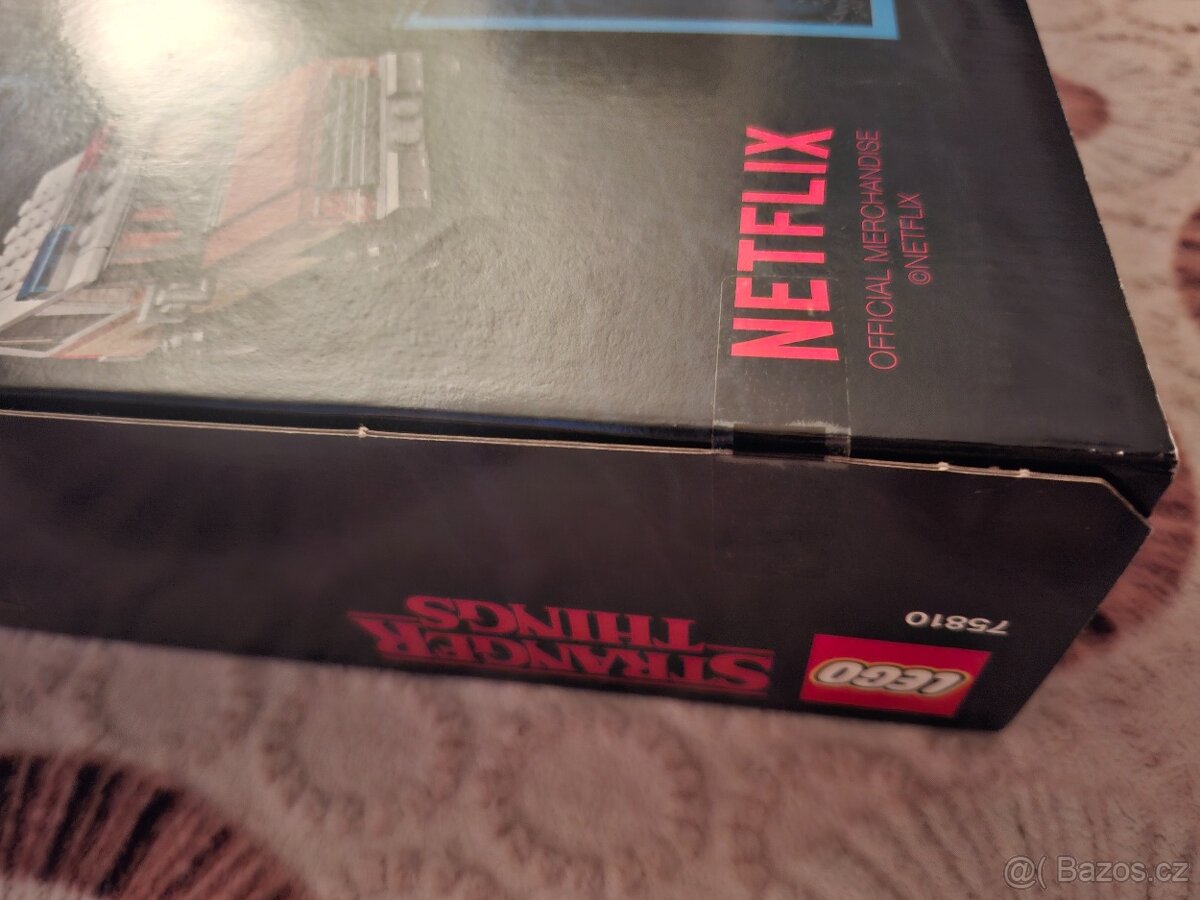 NETFLIX
OFFICIAL MERCHANDISE
©NETFLIX
75810
LEGO
STRANGER
THINGS
@( Bazos.cz